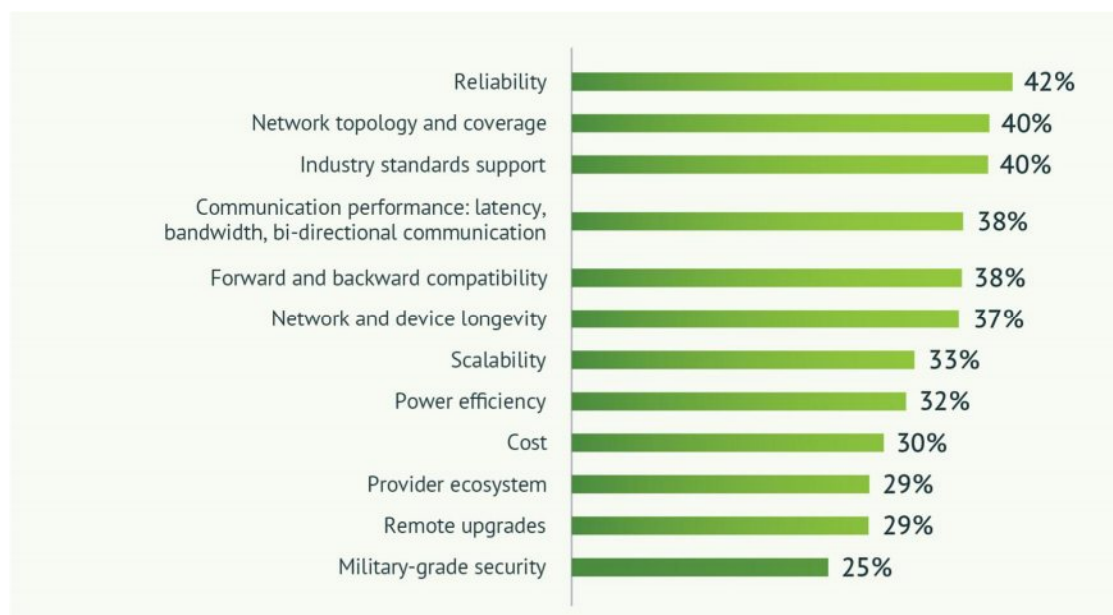 Reliability 42%
Network topology and coverage 40%
Industry standards support 40%
Communication performance: latency,
bandwidth, bi-directional communication 38%
Forward and backward compatibility 38%
Network and device longevity 37%
Scalability 33%
Power efficiency 32%
Cost 30%
Provider ecosystem 29%
Remote upgrades 29%
Military-grade security 25%